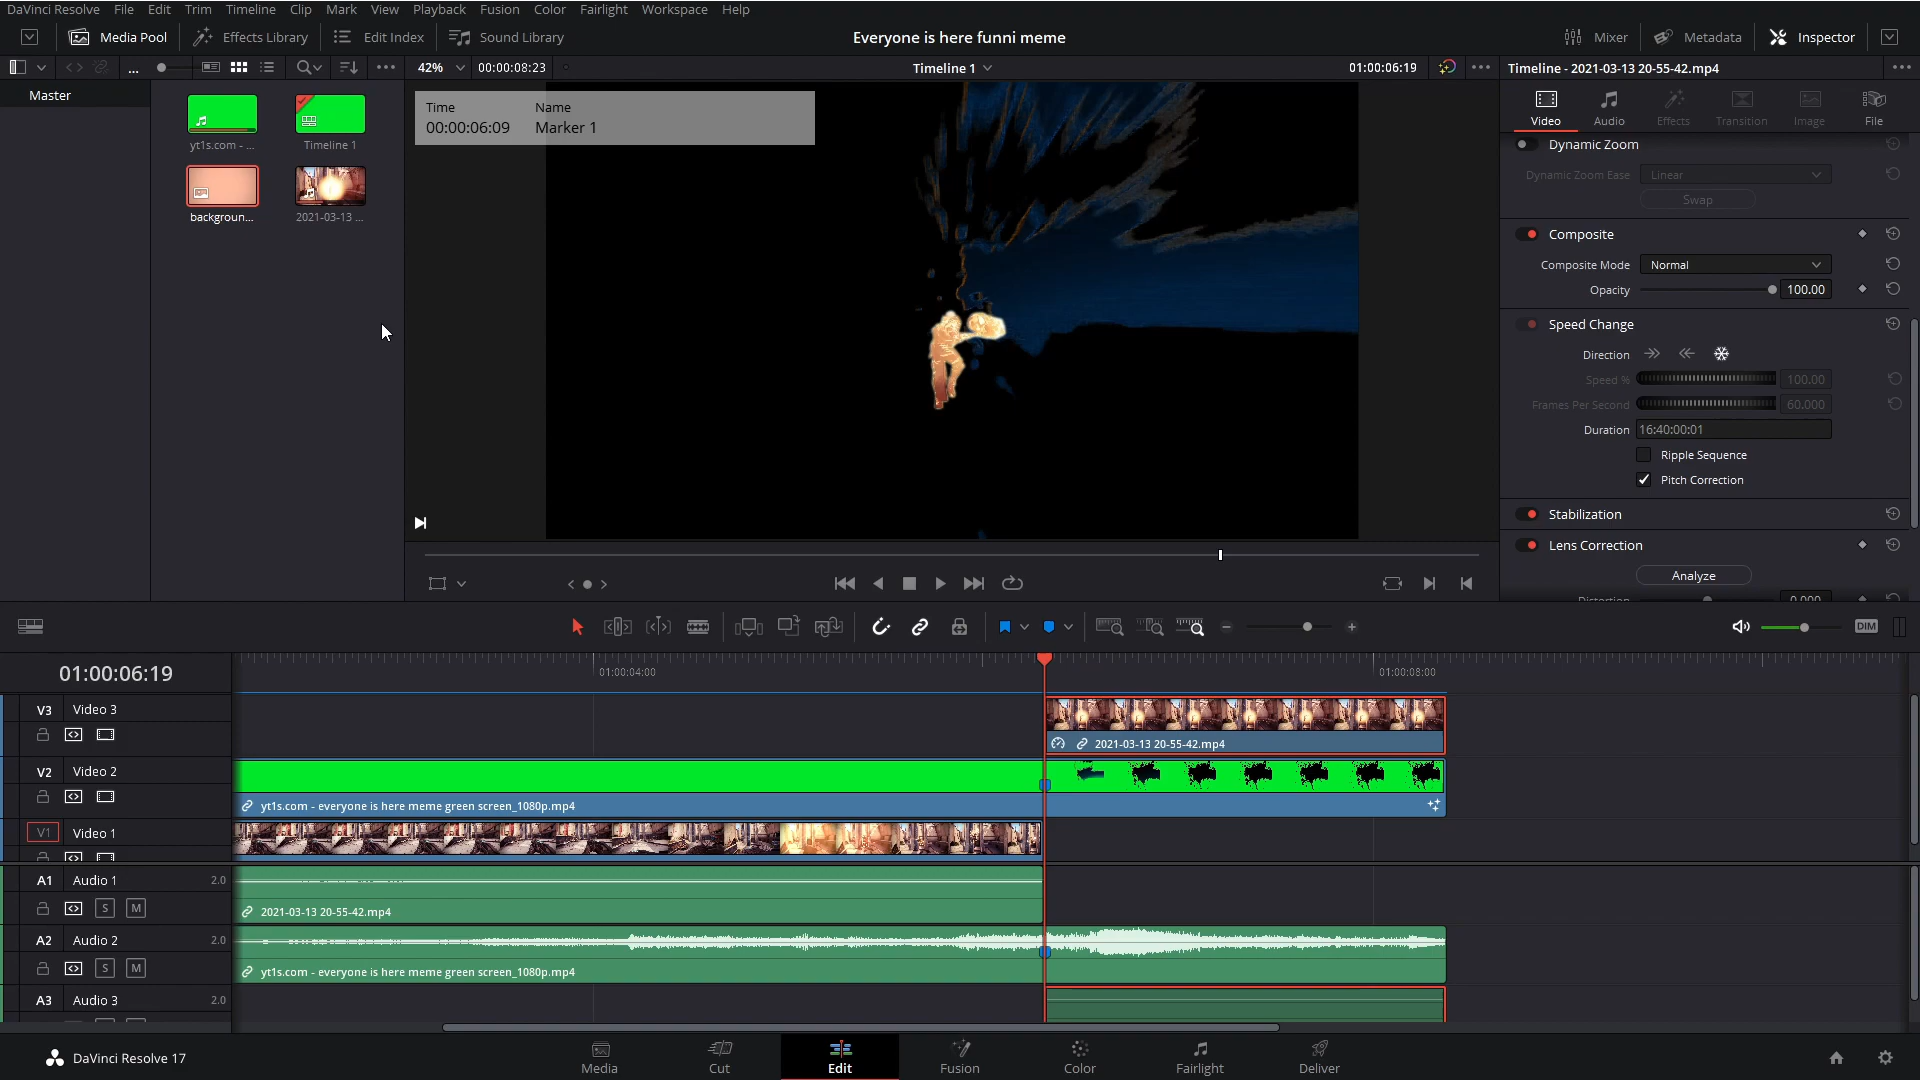 DaVinci Resolve File Edit Trim Timeline Clip Mark View Playback Fusion Color Fairlight Workspace Help
Media Pool Effects Library Edit Index Sound Library Everyone is here funni meme Mixer Metadata Inspector
... 42% 00:00:08:23 Timeline 1 01:00:06:19 Timeline - 2021-03-13 20-55-42.mp4
Master
yt1s.com - ...
Timeline 1
backgroun...
2021-03-13 ...
Time Name
00:00:06:09 Marker 1
Video Audio Effects Transition Image File
Dynamic Zoom
Dynamic Zoom Ease Linear
Swap
Composite
Composite Mode Normal
Opacity 100.00
Speed Change
Direction
Speed % 100.00
Frames Per Second 60.000
Duration 16:40:00:01
Ripple Sequence
Pitch Correction
Stabilization
Lens Correction
Analyze
Distortion 0.000
DIM
01:00:06:19
01:00:04:00
01:00:08:00
V3 Video 3
2021-03-13 20-55-42.mp4
V2 Video 2
yt1s.com - everyone is here meme green screen_1080p.mp4
V1 Video 1
A1 Audio 1 2.0
S M
2021-03-13 20-55-42.mp4
A2 Audio 2 2.0
S M
yt1s.com - everyone is here meme green screen_1080p.mp4
A3 Audio 3 2.0
DaVinci Resolve 17
Media Cut Edit Fusion Color Fairlight Deliver